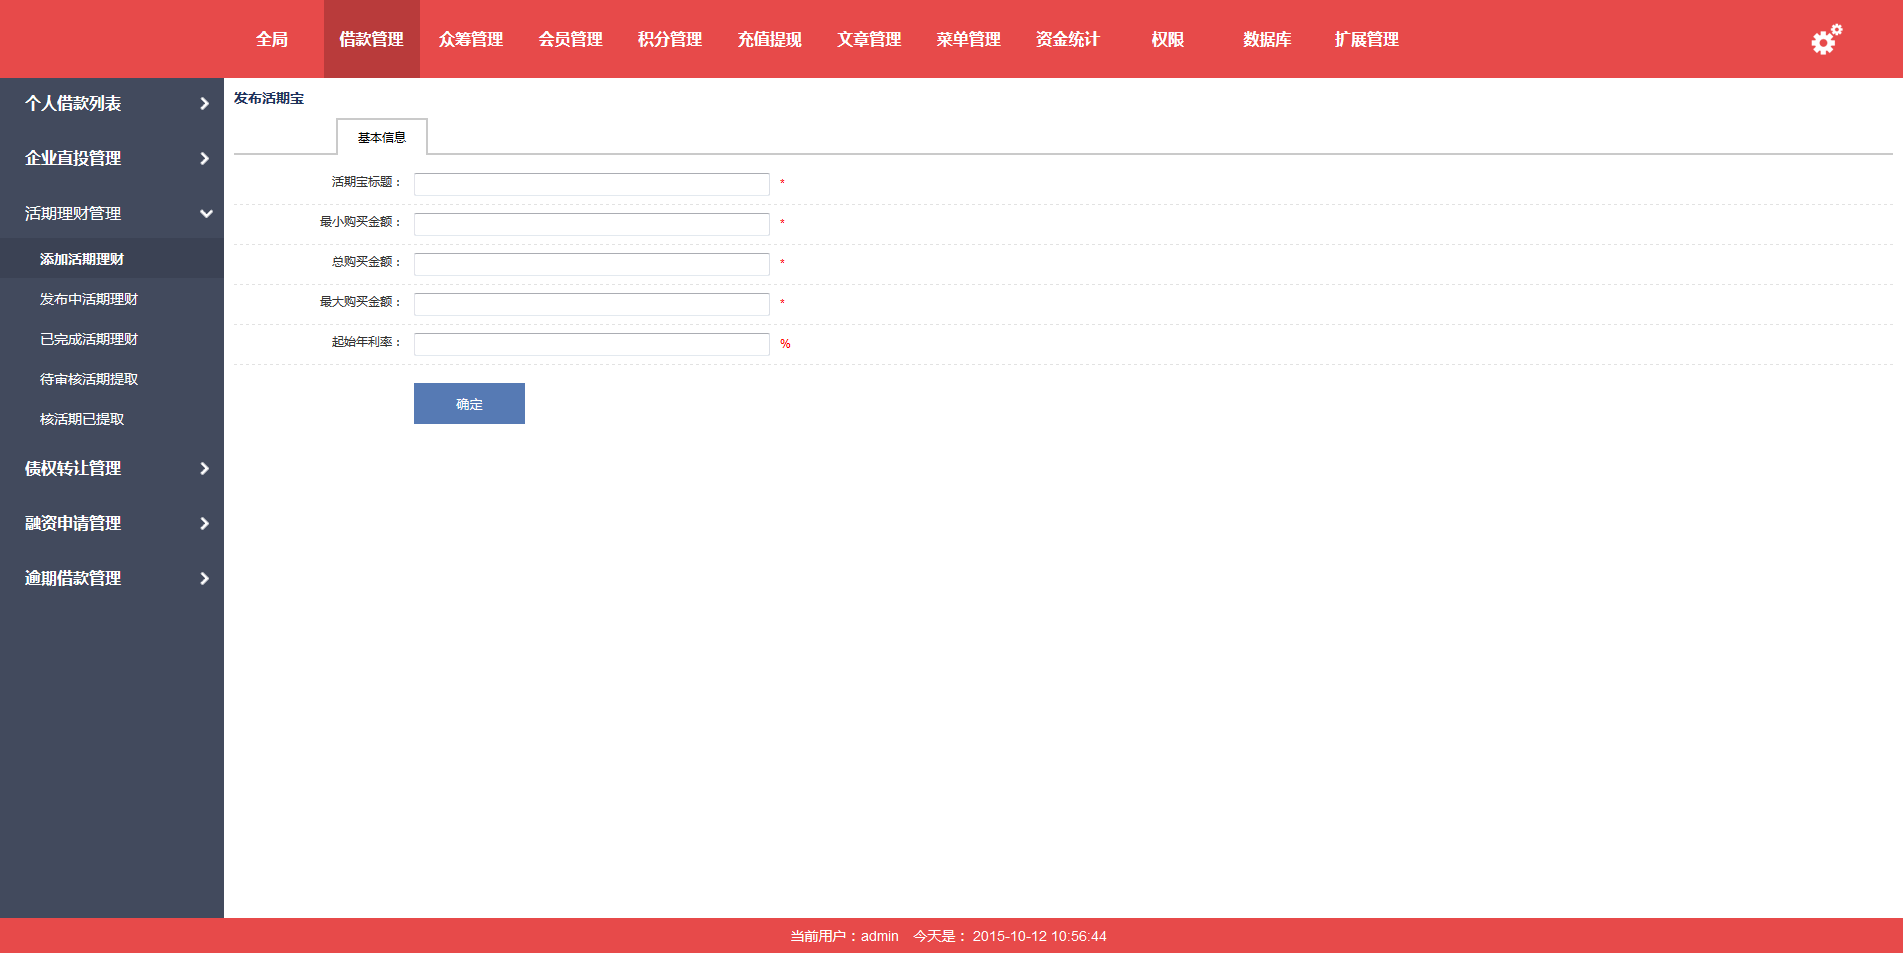 全局 借款管理 众筹管理 会员管理 积分管理 充值提现 文章管理 菜单管理 资金统计 权限 数据库 扩展管理
个人借款列表
企业直投管理
活期理财管理
添加活期理财
发布中活期理财
已完成活期理财
待审核活期提取
核活期已提取
债权转让管理
融资申请管理
逾期借款管理
发布活期宝
基本信息
活期宝标题： *
最小购买金额： *
总购买金额： *
最大购买金额： *
起始年利率： %
确定
当前用户：admin 今天是： 2015-10-12 10:56:44